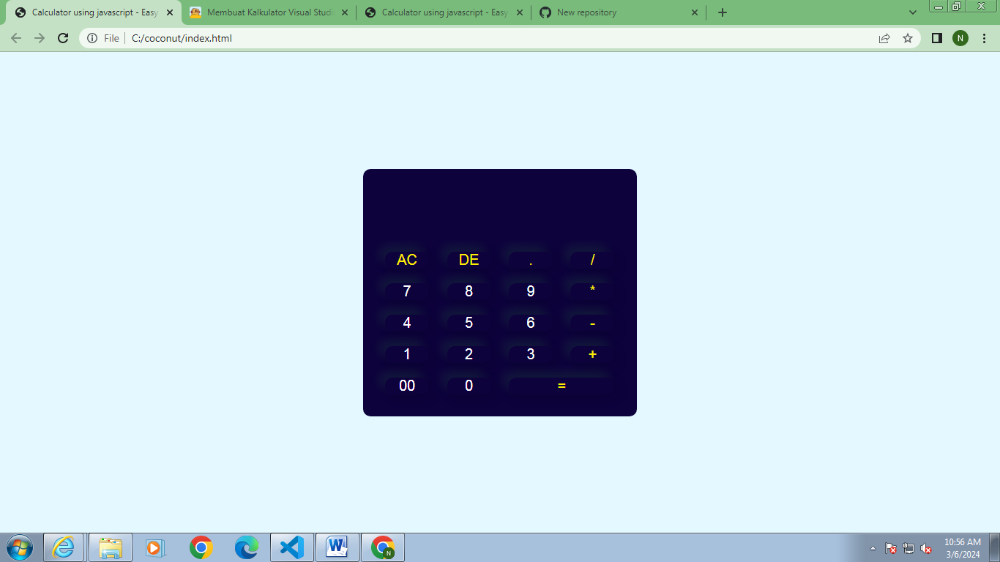 Calculator using javascript - Easy
Membuat Kalkulator Visual Studi
Calculator using javascript - Easy
New repository
File
C:/coconut/index.html
N
AC DE . /
7 8 9 *
4 5 6 -
1 2 3 +
00 0 =
N
10:56 AM
3/6/2024